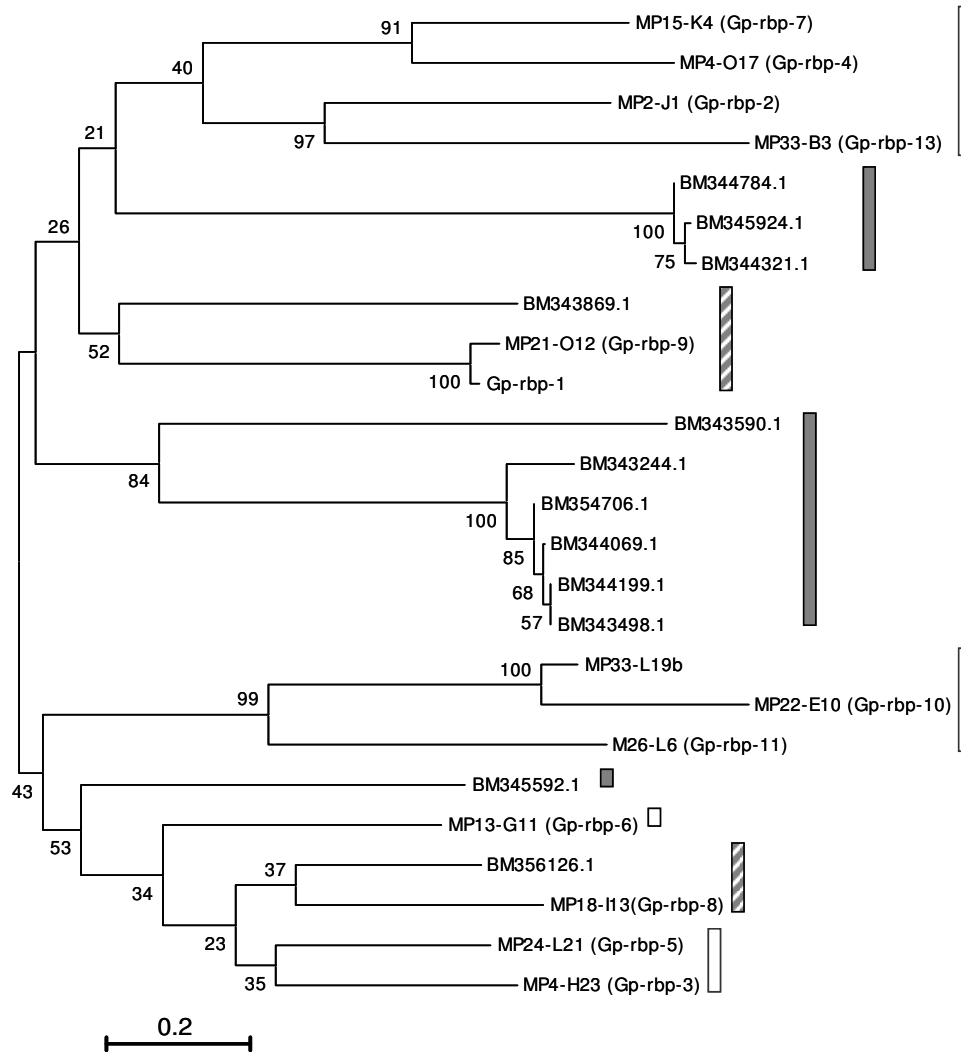 91
MP15-K4 (Gp-rbp-7)
MP4-O17 (Gp-rbp-4)
40
MP2-J1 (Gp-rbp-2)
97
MP33-B3 (Gp-rbp-13)
21
BM344784.1
100
BM345924.1
75
BM344321.1
26
BM343869.1
52
MP21-O12 (Gp-rbp-9)
100
Gp-rbp-1
BM343590.1
84
BM343244.1
100
BM354706.1
85
BM344069.1
68
BM344199.1
57
BM343498.1
100
MP33-L19b
99
MP22-E10 (Gp-rbp-10)
M26-L6 (Gp-rbp-11)
43
BM345592.1
53
MP13-G11 (Gp-rbp-6)
34
37
BM356126.1
MP18-I13(Gp-rbp-8)
23
MP24-L21 (Gp-rbp-5)
35
MP4-H23 (Gp-rbp-3)
0.2